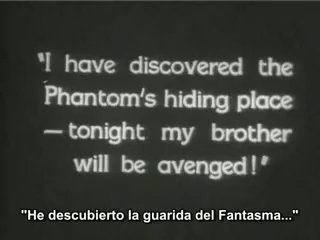 "I have discovered the
Phantom's hiding place
—tonight my brother
will be avenged!"
"He descubierto la guarida del Fantasma..."